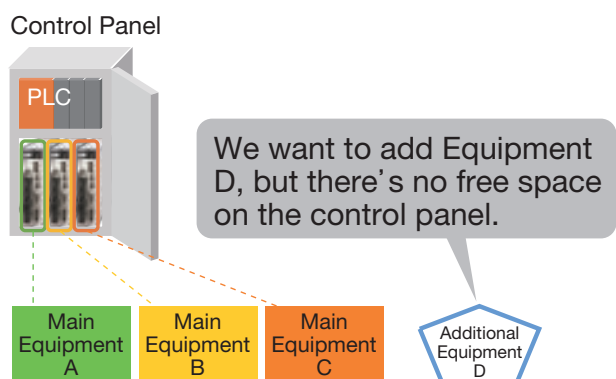 Control Panel
PLC
We want to add Equipment
D, but there's no free space
on the control panel.
Main
Equipment
A
Main
Equipment
B
Main
Equipment
C
Additional
Equipment
D